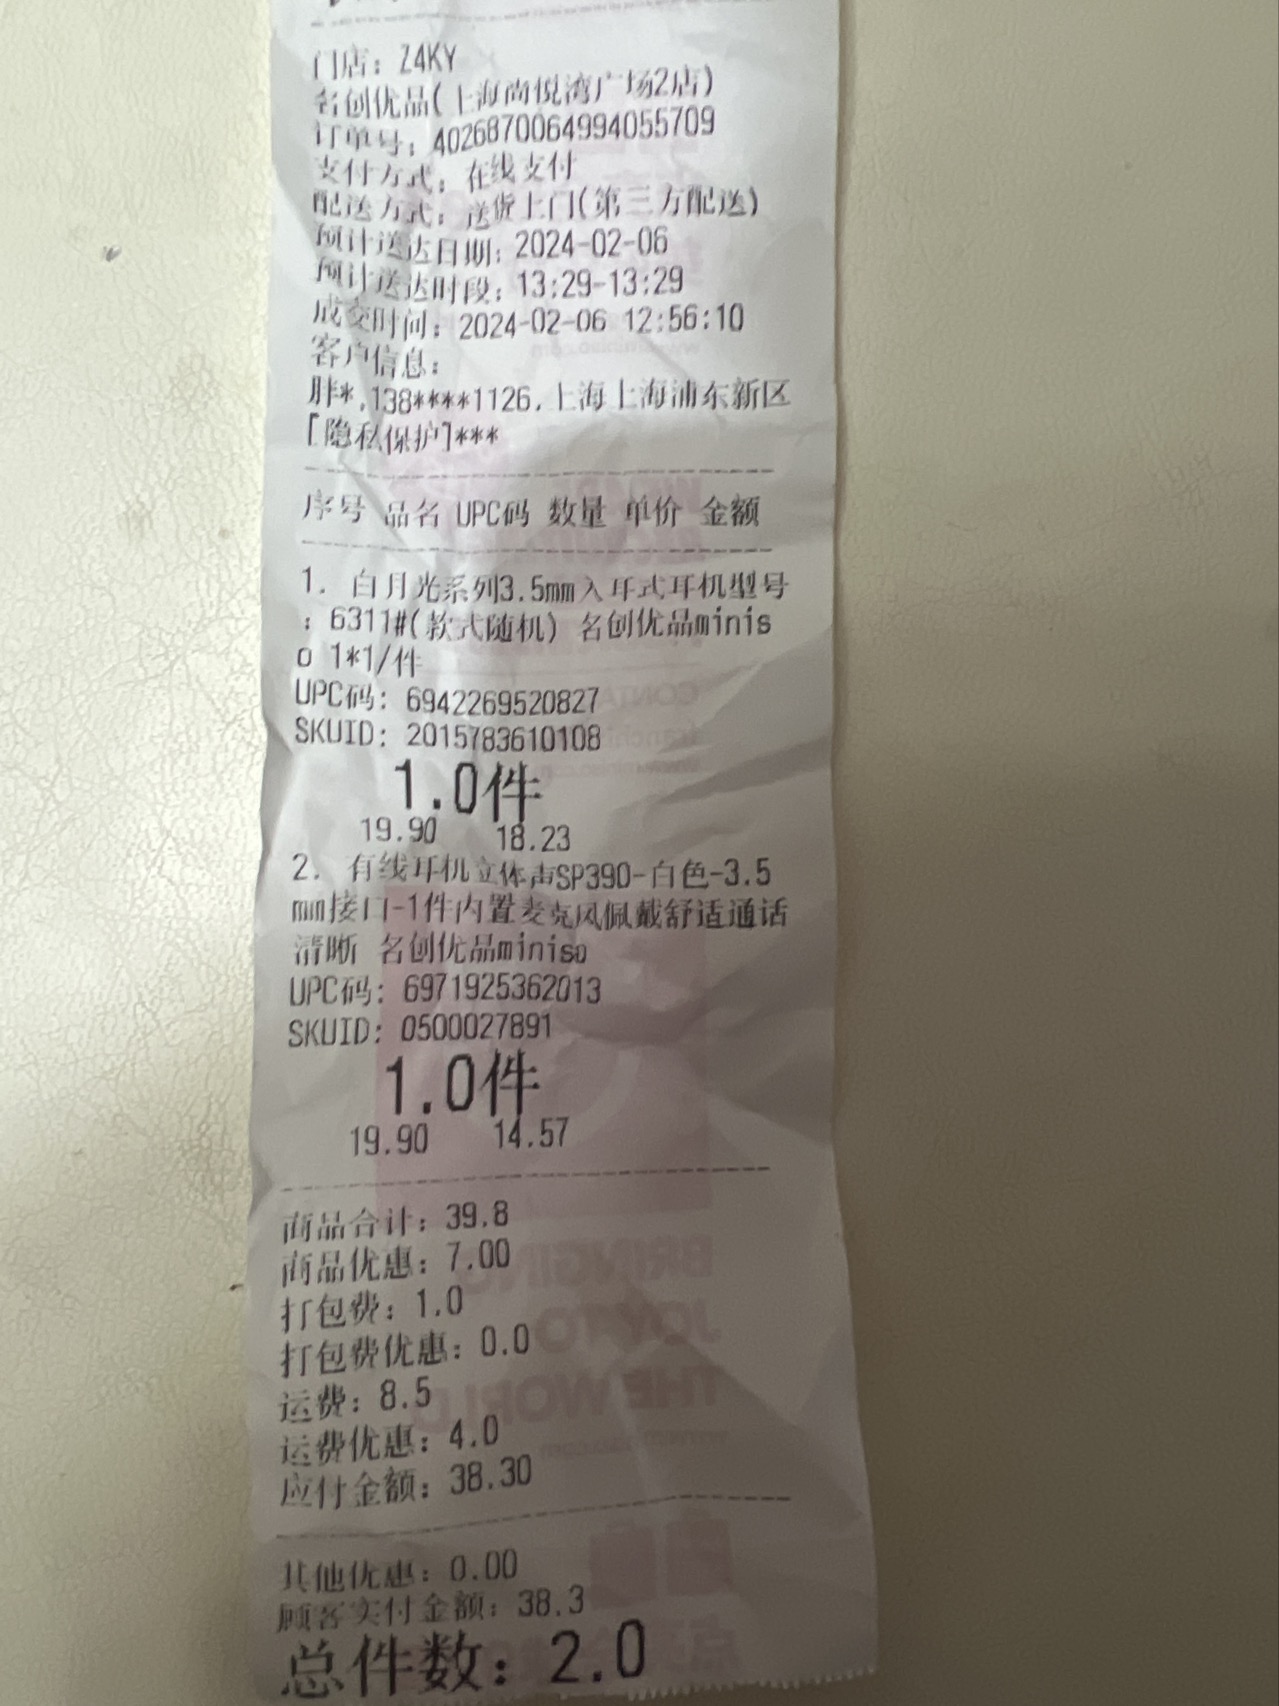 门店：Z4KY
名创优品(上海尚悦湾广场2店)
订单号：4026870064994055709
支付方式：在线支付
配送方式：送货上门(第三方配送)
预计送达日期：2024-02-06
预计送达时段：13:29-13:29
成交时间：2024-02-06 12:56:10
客户信息：
胖*,138****1126,上海上海浦东新区
[隐私保护]***
序号 品名 UPC码 数量 单价 金额
1. 白月光系列3.5mm入耳式耳机型号
：6311#(款式随机) 名创优品minis
o 1*1/件
UPC码：6942269520827
SKUID：2015783610108
1.0件
19.90 18.23
2. 有线耳机立体声SP390-白色-3.5
mm接口-1件内置麦克风佩戴舒适通话
清晰 名创优品miniso
UPC码：6971925362013
SKUID：0500027891
1.0件
19.90 14.57
商品合计：39.8
商品优惠：7.00
打包费：1.0
打包费优惠：0.0
运费：8.5
运费优惠：4.0
应付金额：38.30
其他优惠：0.00
顾客实付金额：38.3
总件数：2.0